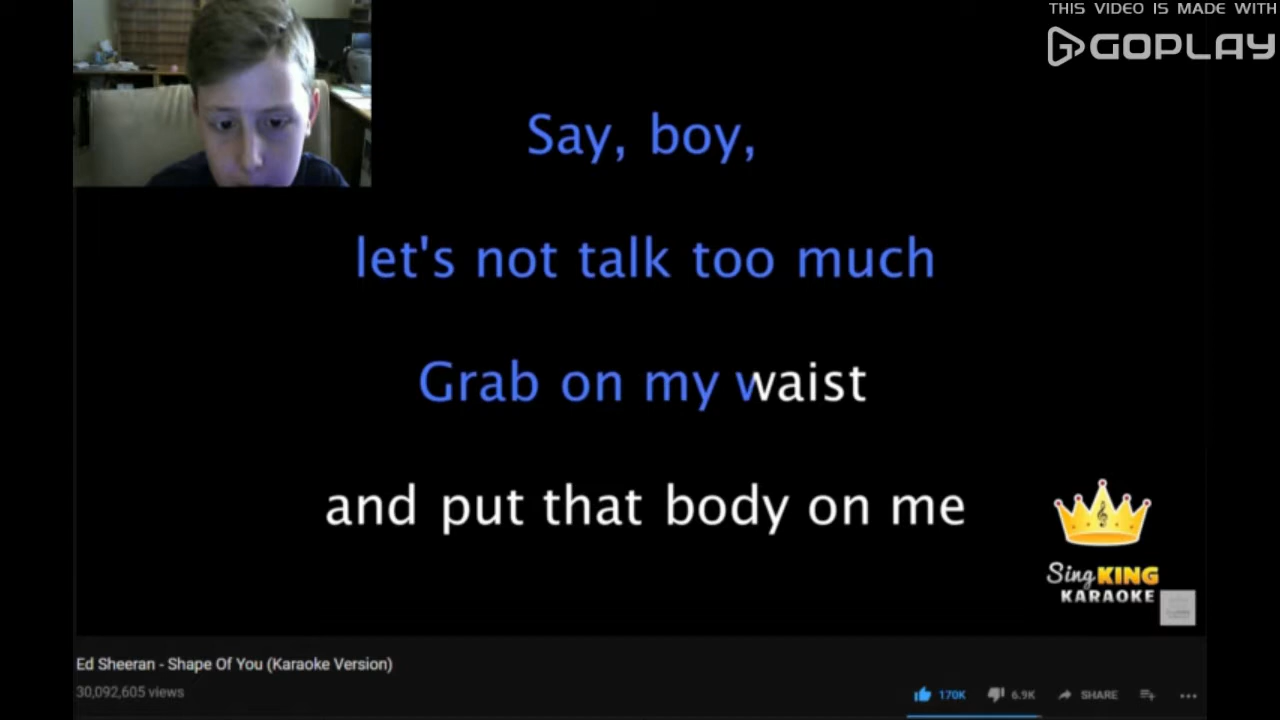 THIS VIDEO IS MADE WITH
GOPLAY
Say, boy,
let's not talk too much
Grab on my waist
and put that body on me
Sing KING
KARAOKE
Ed Sheeran - Shape Of You (Karaoke Version)
30,092,605 views
170K
6.9K
SHARE